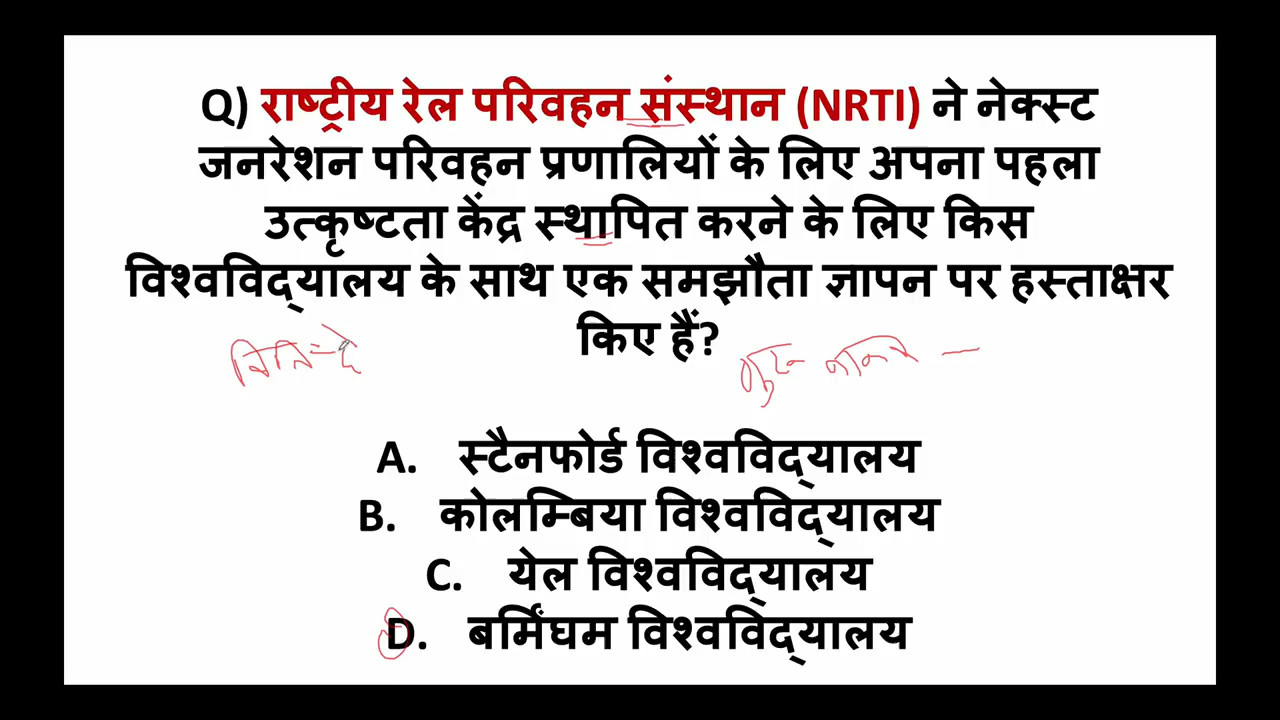 Q) राष्ट्रीय रेल परिवहन संस्थान (NRTI) ने नेक्स्ट
जनरेशन परिवहन प्रणालियों के लिए अपना पहला
उत्कृष्टता केंद्र स्थापित करने के लिए किस
विश्वविद्यालय के साथ एक समझौता ज्ञापन पर हस्ताक्षर
किए हैं?
A. स्टैनफोर्ड विश्वविद्यालय
B. कोलम्बिया विश्वविद्यालय
C. येल विश्वविद्यालय
D. बर्मिंघम विश्वविद्यालय